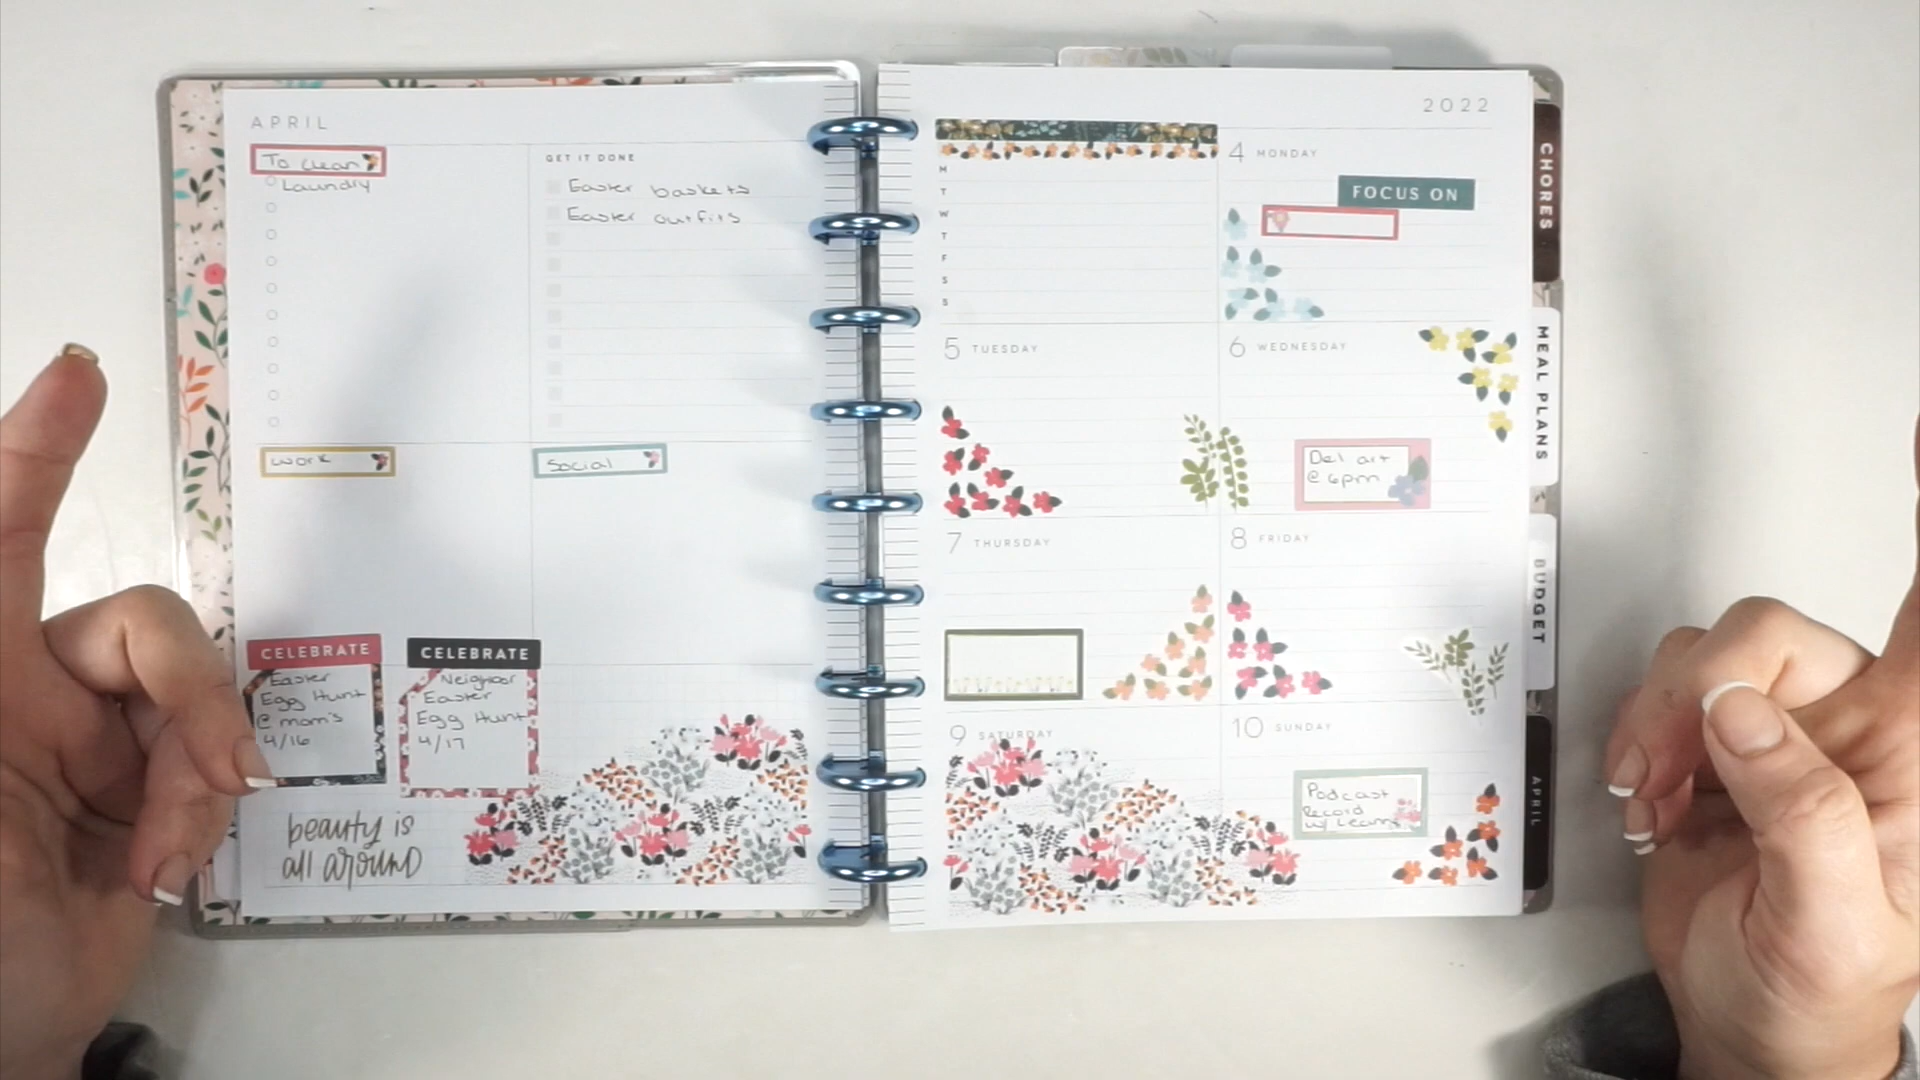 APRIL
To clean
Laundry
GET IT DONE
Easter baskets
Easter outfits
work
Social
CELEBRATE
Easter
Egg Hunt
@ mom's
4/16
CELEBRATE
Neighbor
Easter
Egg Hunt
4/17
beauty is
all around
2022
M
T
W
T
F
S
S
4 MONDAY
FOCUS ON
5 TUESDAY
6 WEDNESDAY
Del art
@ 6pm
7 THURSDAY
8 FRIDAY
9 SATURDAY
10 SUNDAY
Podcast
Record
w/ Leann
CHORES
MEAL PLANS
BUDGET
APRIL